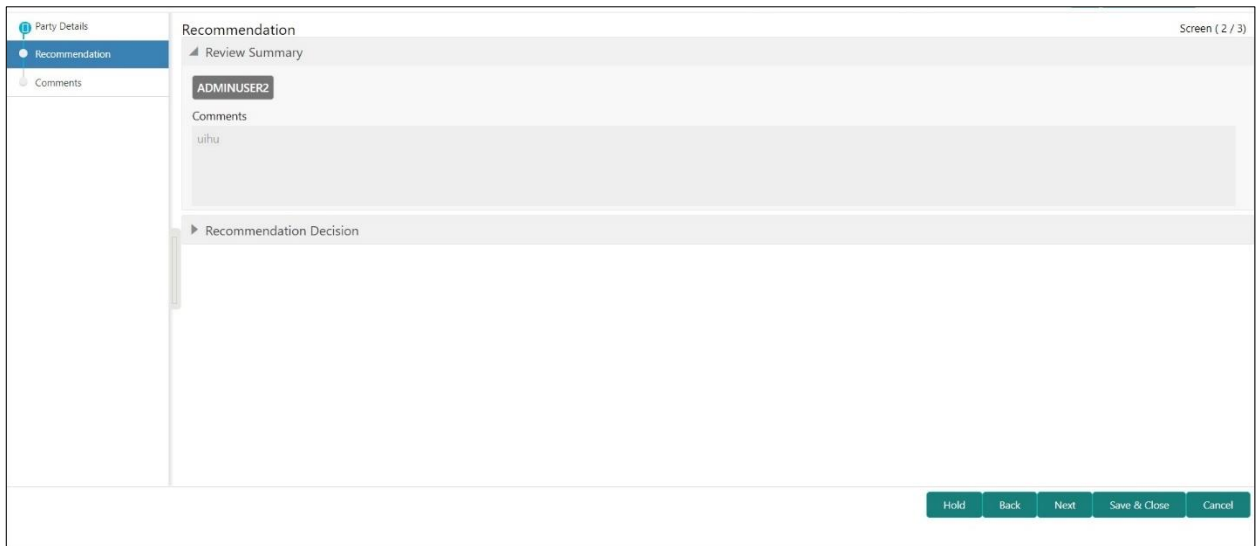 Party Details
Recommendation
Comments
Recommendation
Screen ( 2 / 3)
Review Summary
ADMINUSER2
Comments
uihu
Recommendation Decision
Hold
Back
Next
Save & Close
Cancel